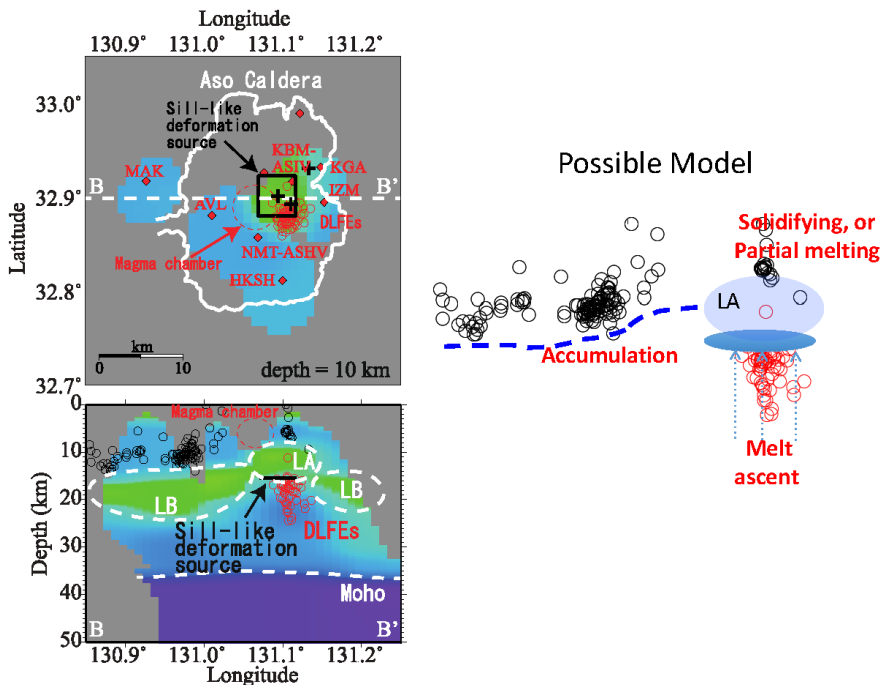 Longitude
130.9° 131.0° 131.1° 131.2°
33.0°
32.9°
32.8°
32.7°
Latitude
Aso Caldera
Sill-like
deformation
source
KBM-
ASIV
KGA
MAK
B
B'
IZM
AVL
DLFEs
NMT-ASHV
Magma chamber
HKSH
km
0 10
depth = 10 km
0
10
20
30
40
50
Depth (km)
Magma chamber
LA
LB
LB
DLFEs
Sill-like
deformation
source
Moho
B
B'
130.9° 131.0° 131.1° 131.2°
Longitude
Possible Model
Solidifying, or
Partial melting
LA
Accumulation
Melt
ascent